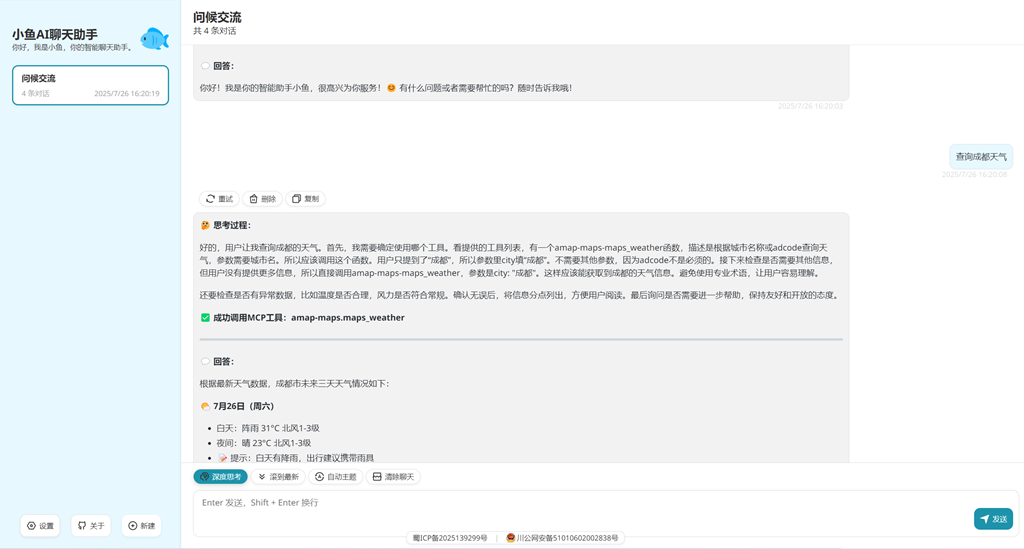 小鱼AI聊天助手
你好，我是小鱼，你的智能聊天助手。
问候交流
4 条对话
2025/7/26 16:20:19
设置
关于
新建
问候交流
共 4 条对话
回答：
你好！我是你的智能助手小鱼，很高兴为你服务！😊 有什么问题或者需要帮忙的吗？随时告诉我哦！
2025/7/26 16:20:03
查询成都天气
2025/7/26 16:20:08
重试
删除
复制
思考过程：
好的，用户让我查询成都的天气。首先，我需要确定使用哪个工具。看提供的工具列表，有一个amap-maps-maps_weather函数，描述是根据城市名称或adcode查询天
气，参数需要城市名。所以应该调用这个函数。用户只提到了“成都”，所以参数里city填“成都”。不需要其他参数，因为adcode不是必须的。接下来检查是否需要其他信息，
但用户没有提供更多信息，所以直接调用amap-maps-maps_weather，参数是city: "成都"。这样应该能获取到成都的天气信息。避免使用专业术语，让用户容易理解。
还要检查是否有异常数据，比如温度是否合理，风力是否符合常规。确认无误后，将信息分点列出，方便用户阅读。最后询问是否需要进一步帮助，保持友好和开放的态度。
✅ 成功调用MCP工具：amap-maps.maps_weather
回答：
根据最新天气数据，成都市未来三天天气情况如下：
7月26日（周六）
• 白天：阵雨 31°C 北风1-3级
• 夜间：晴 23°C 北风1-3级
• 📝 提示：白天有降雨，出行建议携带雨具
深度思考
滚到最新
自动主题
清除聊天
Enter 发送，Shift + Enter 换行
发送
蜀ICP备2025139299号 | 川公网安备51010602002838号